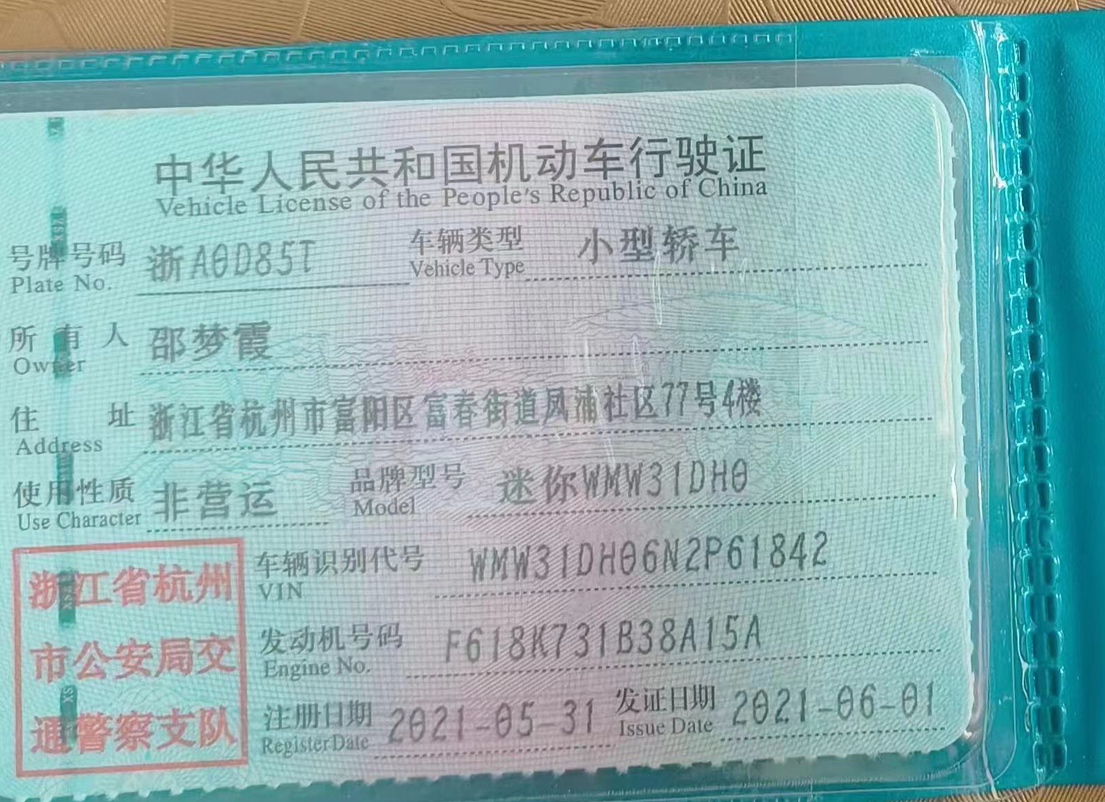 中华人民共和国机动车行驶证
Vehicle License of the People's Republic of China
号牌号码 浙A0D85T 车辆类型 小型轿车
Plate No. Vehicle Type
所有人 邵梦霞
Owner
住址 浙江省杭州市富阳区富春街道凤浦社区77号4楼
Address
使用性质 非营运 品牌型号 迷你WMW31DH0
Use Character Model
浙江省杭州
市公安局交
通警察支队
车辆识别代号 WMW31DH06N2P61842
VIN
发动机号码 F618K731B38A15A
Engine No.
注册日期 2021-05-31 发证日期 2021-06-01
Register Date Issue Date